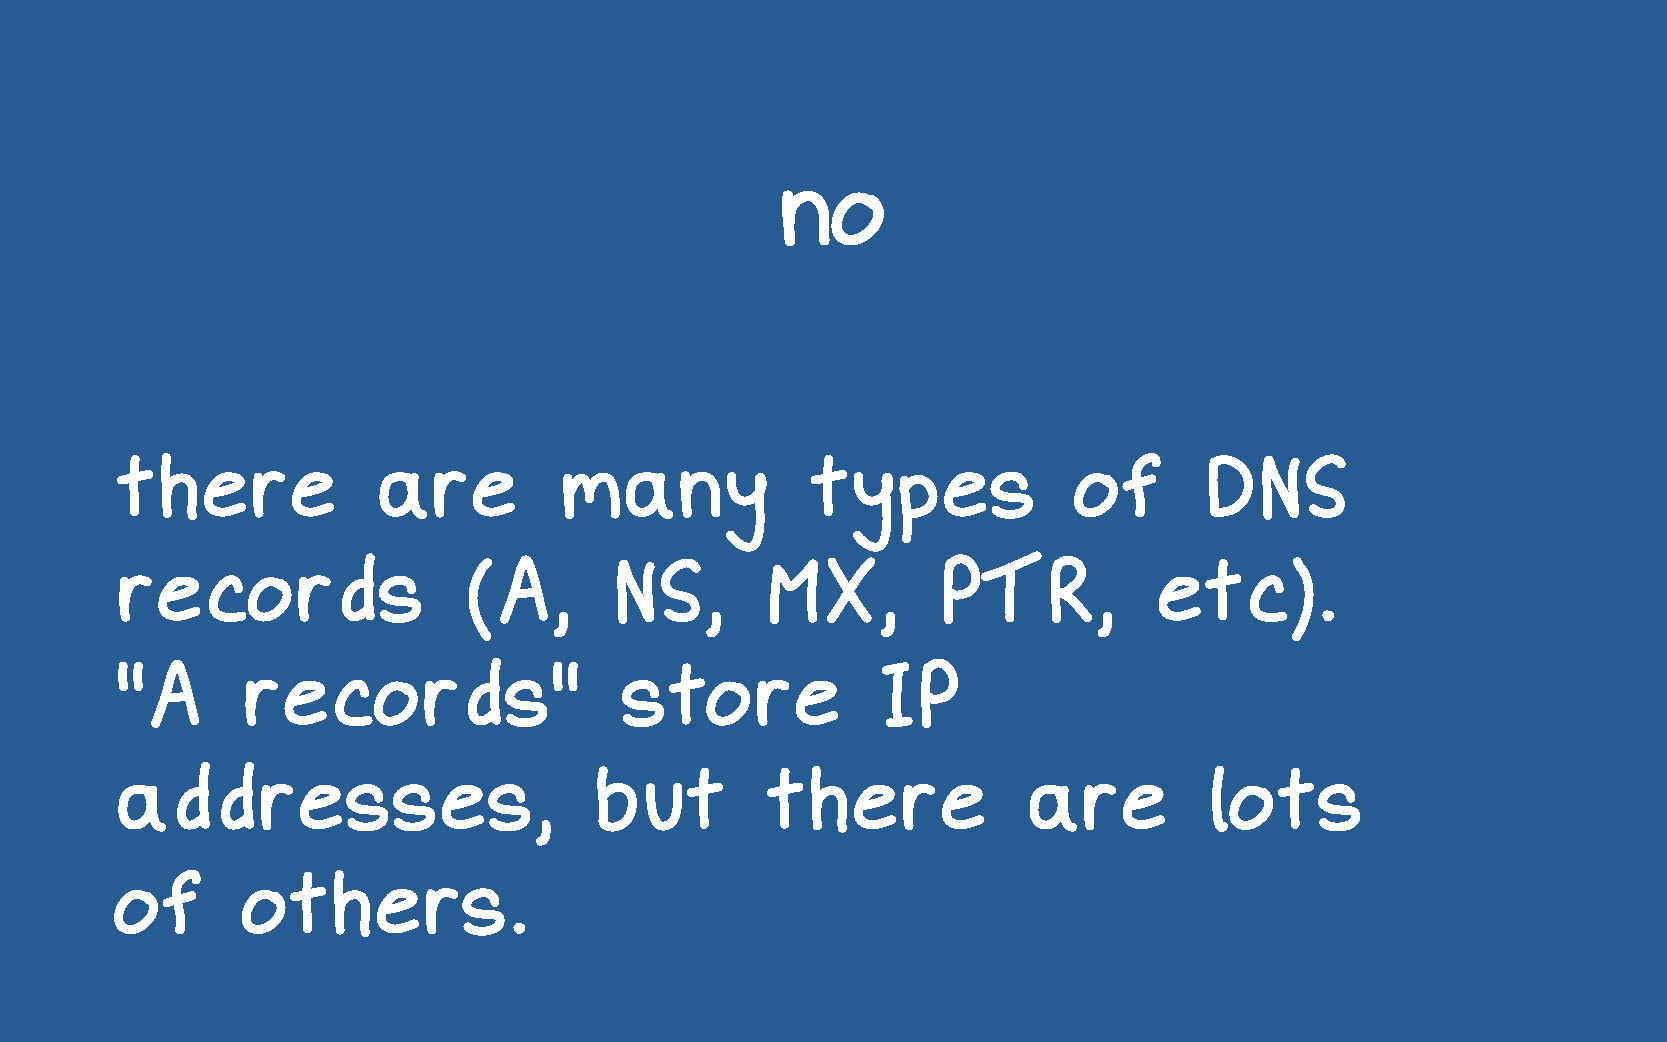 no
there are many types of DNS
records (A, NS, MX, PTR, etc).
"A records" store IP
addresses, but there are lots
of others.